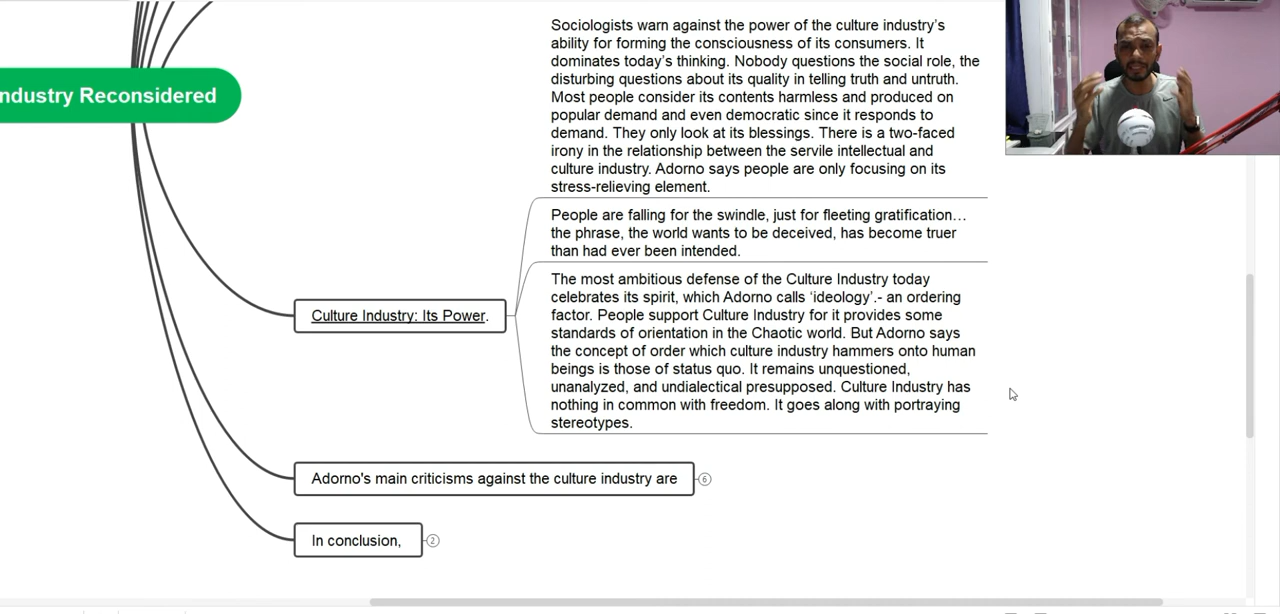 Sociologists warn against the power of the culture industry's
ability for forming the consciousness of its consumers. It
dominates today's thinking. Nobody questions the social role, the
disturbing questions about its quality in telling truth and untruth.
Most people consider its contents harmless and produced on
popular demand and even democratic since it responds to
demand. They only look at its blessings. There is a two-faced
irony in the relationship between the servile intellectual and
culture industry. Adorno says people are only focusing on its
stress-relieving element.
ndustry Reconsidered
People are falling for the swindle, just for fleeting gratification…
the phrase, the world wants to be deceived, has become truer
than had ever been intended.
The most ambitious defense of the Culture Industry today
celebrates its spirit, which Adorno calls ‘ideology’.- an ordering
factor. People support Culture Industry for it provides some
standards of orientation in the Chaotic world. But Adorno says
the concept of order which culture industry hammers onto human
beings is those of status quo. It remains unquestioned,
unanalyzed, and undialectical presupposed. Culture Industry has
nothing in common with freedom. It goes along with portraying
stereotypes.
Culture Industry: Its Power.
Adorno's main criticisms against the culture industry are
6
In conclusion,
2